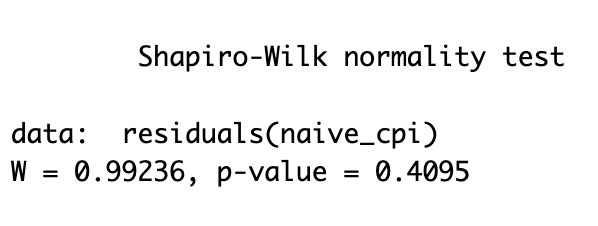 Shapiro-Wilk normality test
data:  residuals(naive_cpi)
W = 0.99236, p-value = 0.4095